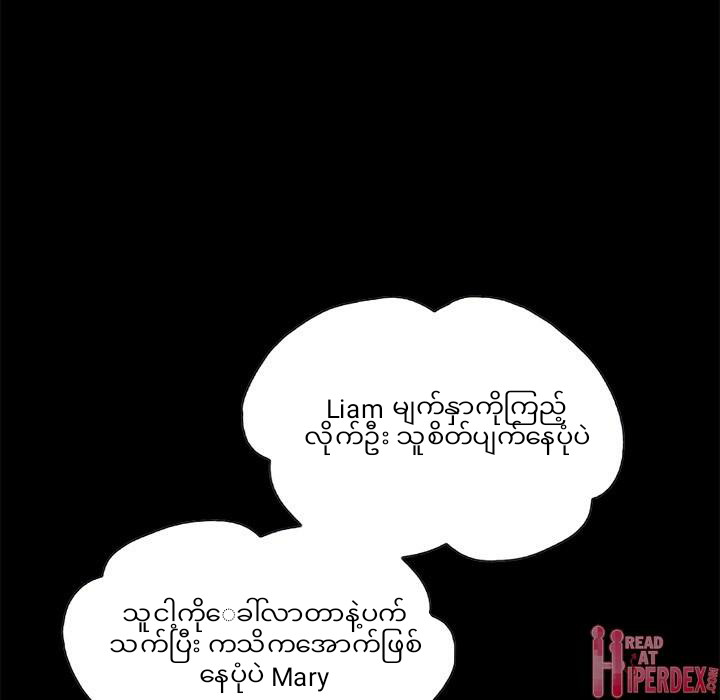 Liam မျက်နှာကိုကြည့်
လိုက်ဦး သူစိတ်ပျက်နေပုံပဲ
သူငါ့ကိုခေါ်လာတာနဲ့ပက်
သက်ပြီး ကသိကအောက်ဖြစ်
နေပုံပဲ Mary
READ
AT
HIPERDEX.COM